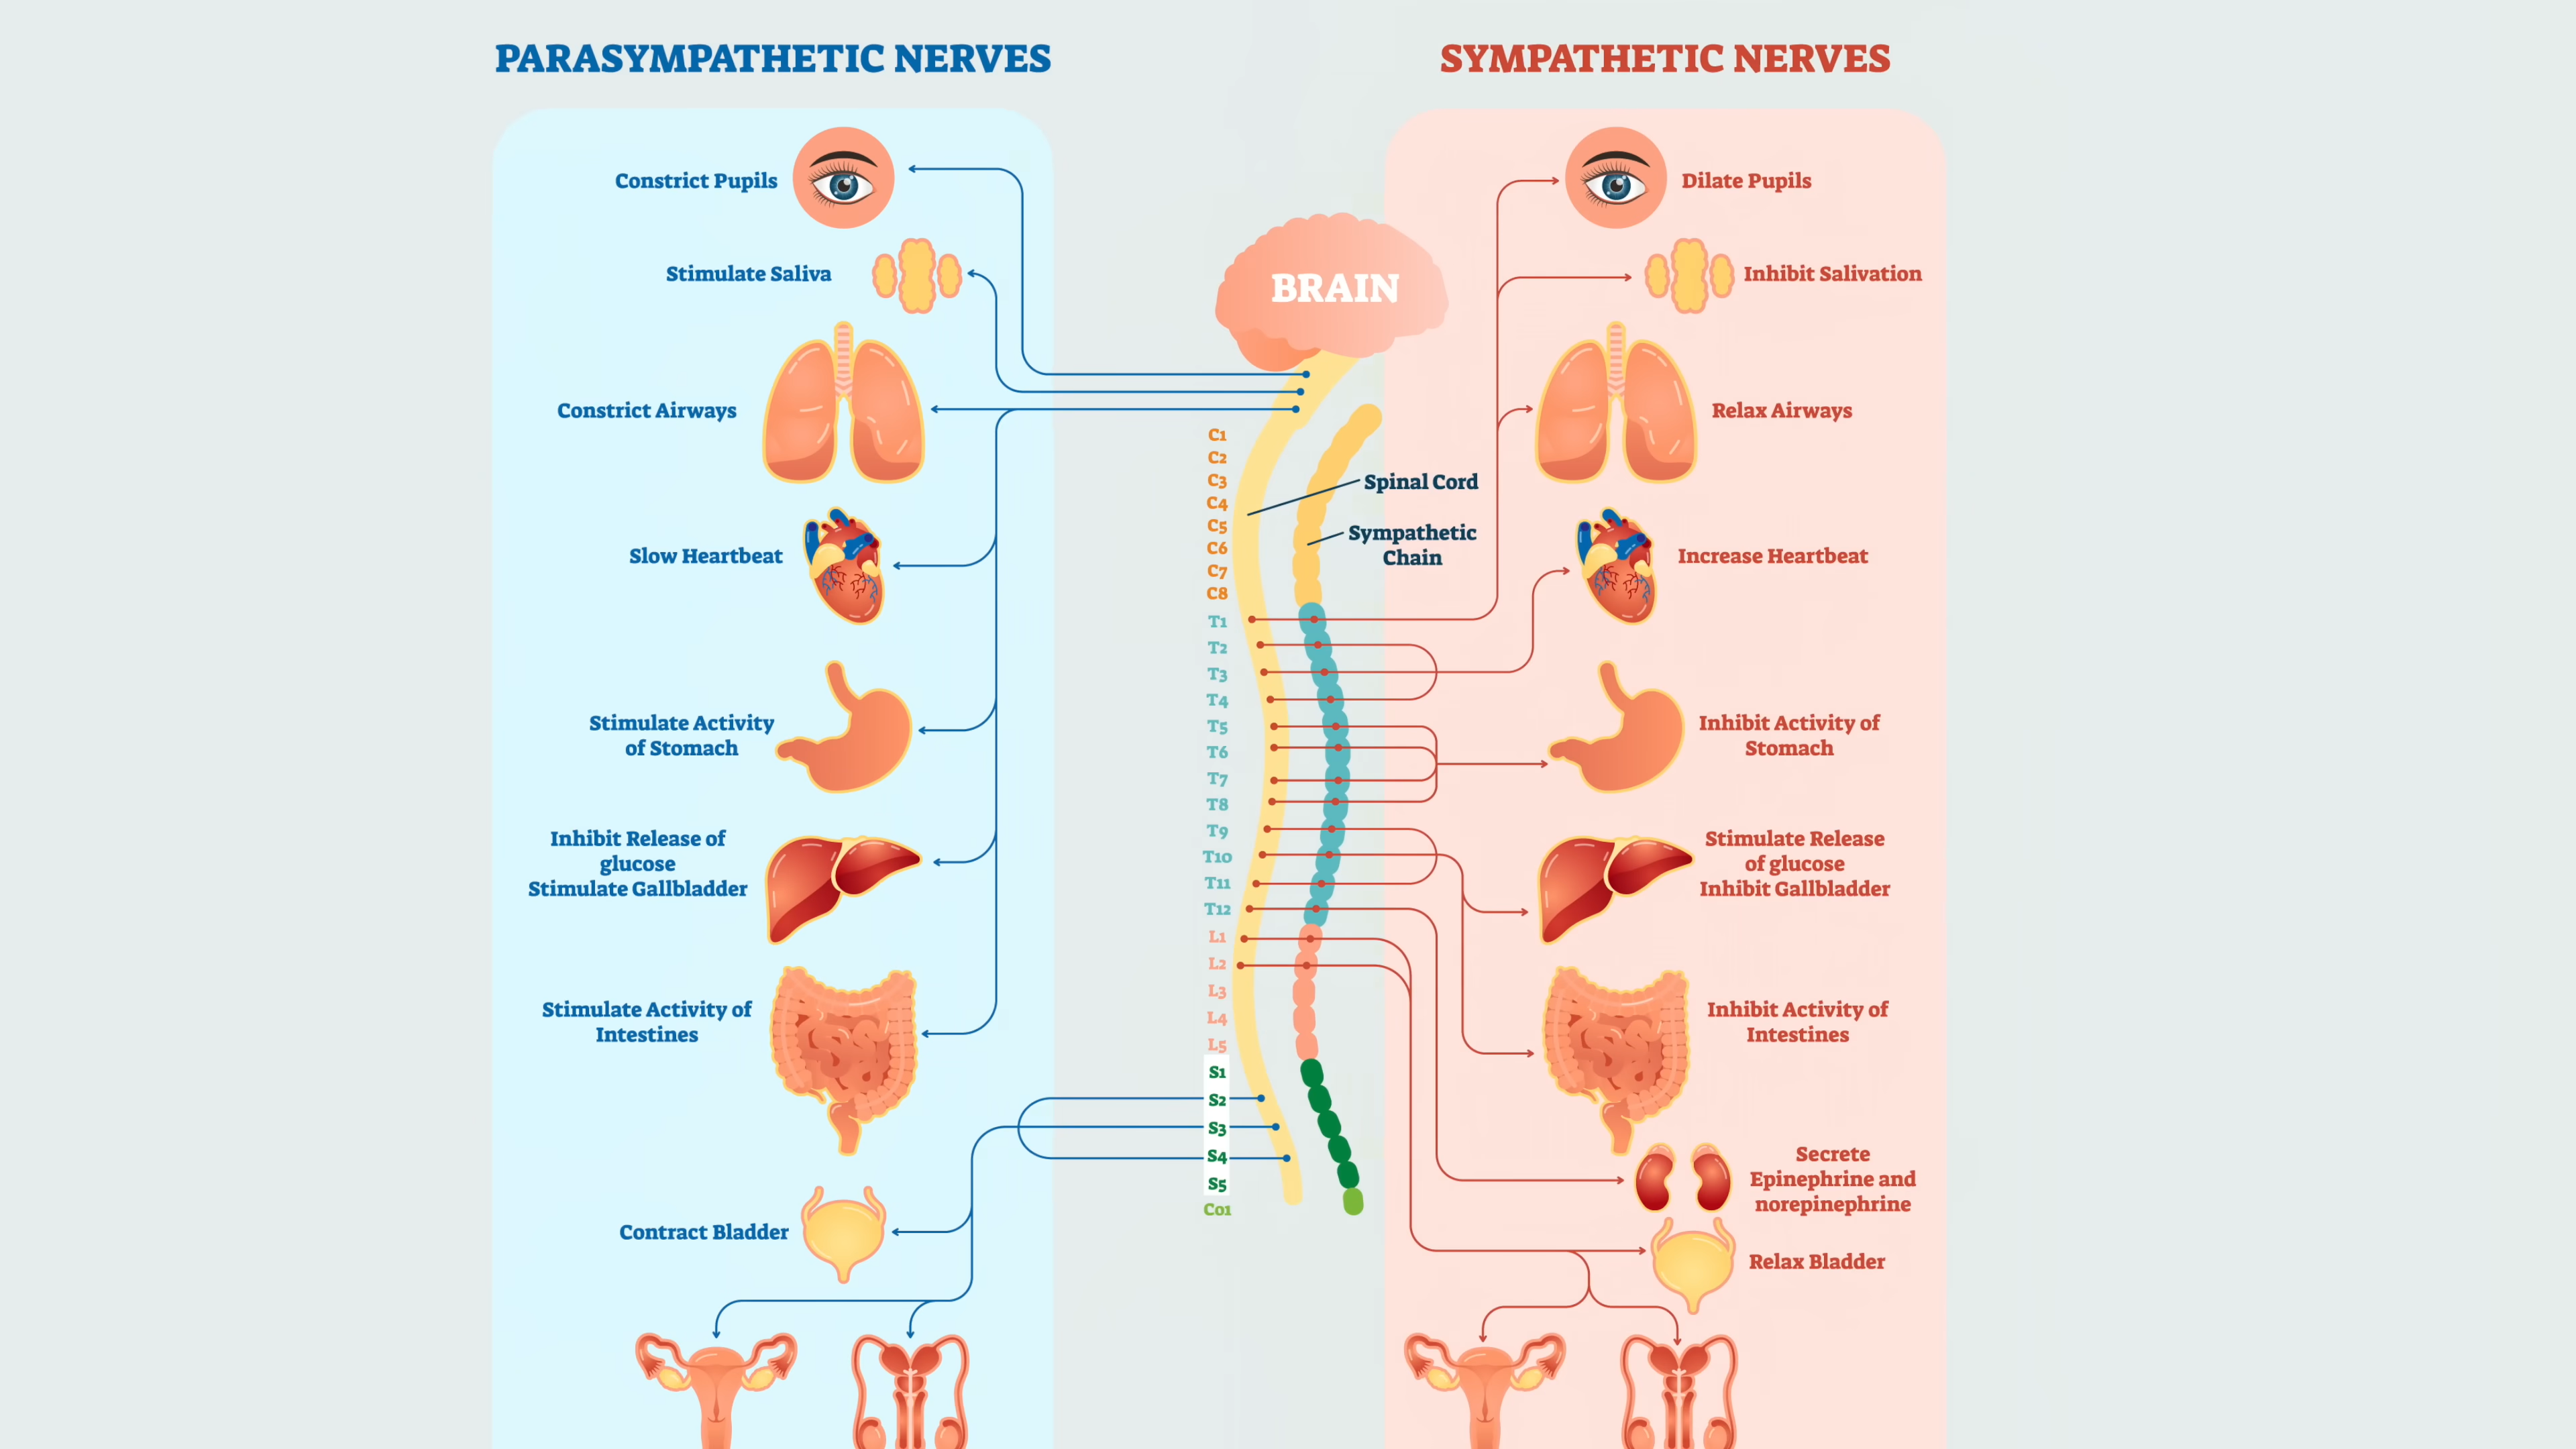 PARASYMPATHETIC NERVES
SYMPATHETIC NERVES
Constrict Pupils
Stimulate Saliva
Constrict Airways
Slow Heartbeat
Stimulate Activity
of Stomach
Inhibit Release of
glucose
Stimulate Gallbladder
Stimulate Activity of
Intestines
Contract Bladder
BRAIN
Spinal Cord
Sympathetic
Chain
C1
C2
C3
C4
C5
C6
C7
C8
T1
T2
T3
T4
T5
T6
T7
T8
T9
T10
T11
T12
L1
L2
L3
L4
L5
S1
S2
S3
S4
S5
Co1
Dilate Pupils
Inhibit Salivation
Relax Airways
Increase Heartbeat
Inhibit Activity of
Stomach
Stimulate Release
of glucose
Inhibit Gallbladder
Inhibit Activity of
Intestines
Secrete
Epinephrine and
norepinephrine
Relax Bladder